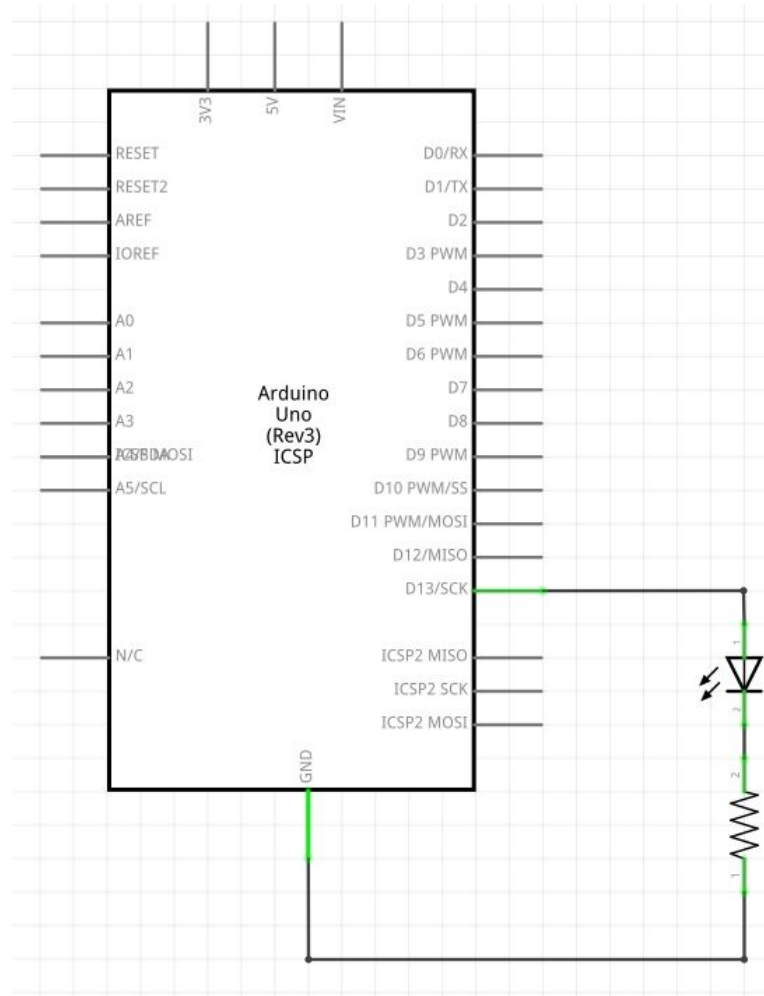 3V3
5V
VIN
RESET
RESET2
AREF
IOREF
A0
A1
A2
A3
A5/SCL
N/C
Arduino
Uno
(Rev3)
ICSP
D0/RX
D1/TX
D2
D3 PWM
D4
D5 PWM
D6 PWM
D7
D8
D9 PWM
D10 PWM/SS
D11 PWM/MOSI
D12/MISO
D13/SCK
ICSP2 MISO
ICSP2 SCK
ICSP2 MOSI
GND
1
2
2
1